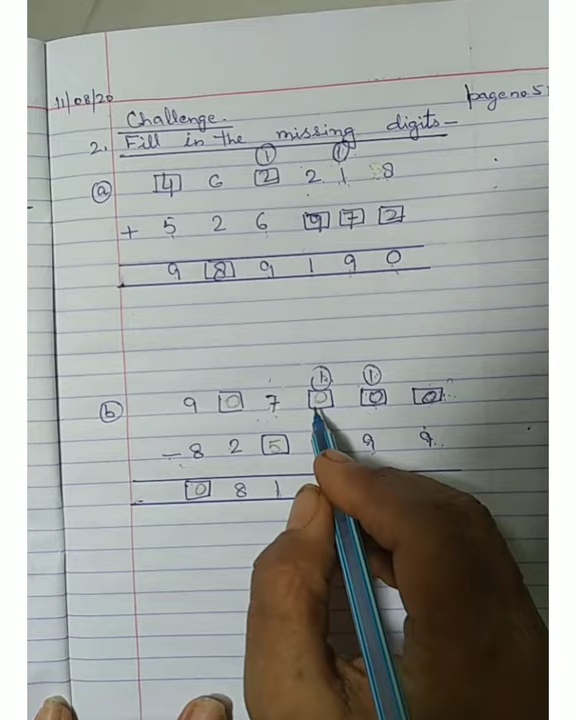 11/08/20
page no. 5
Challenge.
2. Fill in the missing digits-
① ①
ⓐ 4 6 2 2 1 8
+ 5 2 6 9 7 2
9 8 9 1 9 0
① ①
ⓑ 9 0 7 0 0 0
- 8 2 5 9 9
0 8 1